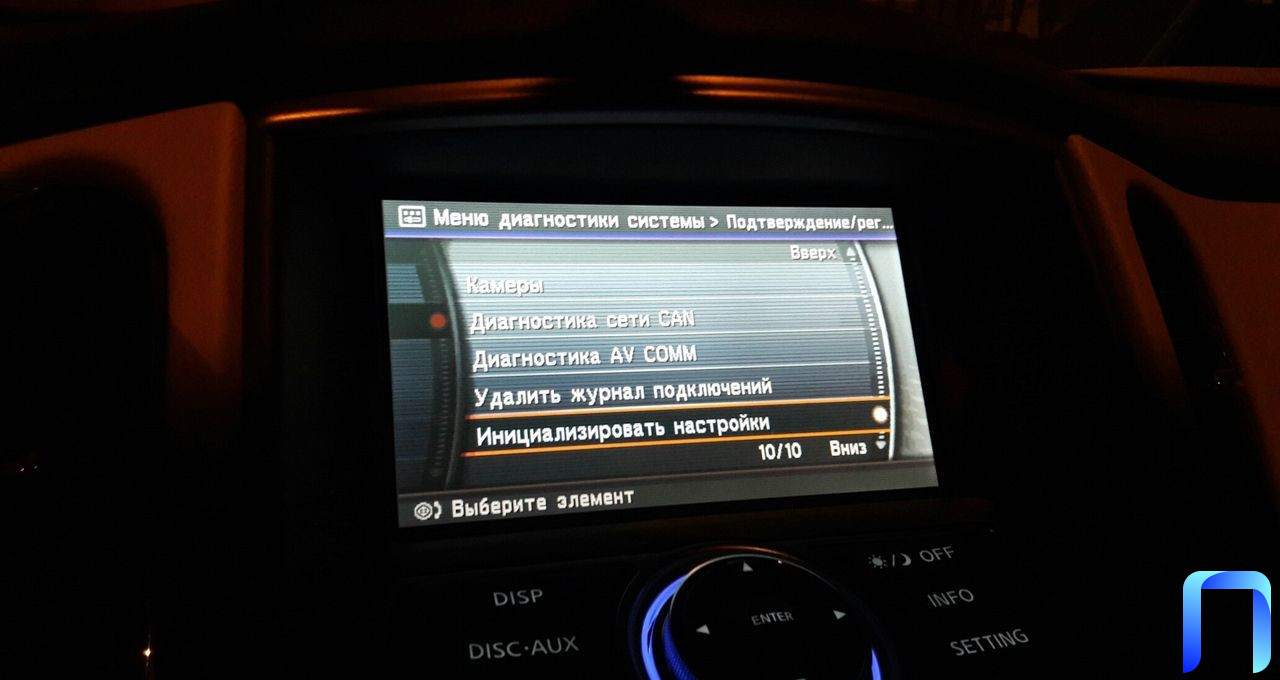 Меню диагностики системы > Подтверждение/рег...
Вверх
Камеры
Диагностика сети CAN
Диагностика AV COMM
Удалить журнал подключений
Инициализировать настройки
10/10 Вниз
Выберите элемент
DISP
DISC·AUX
ENTER
OFF
INFO
SETTING